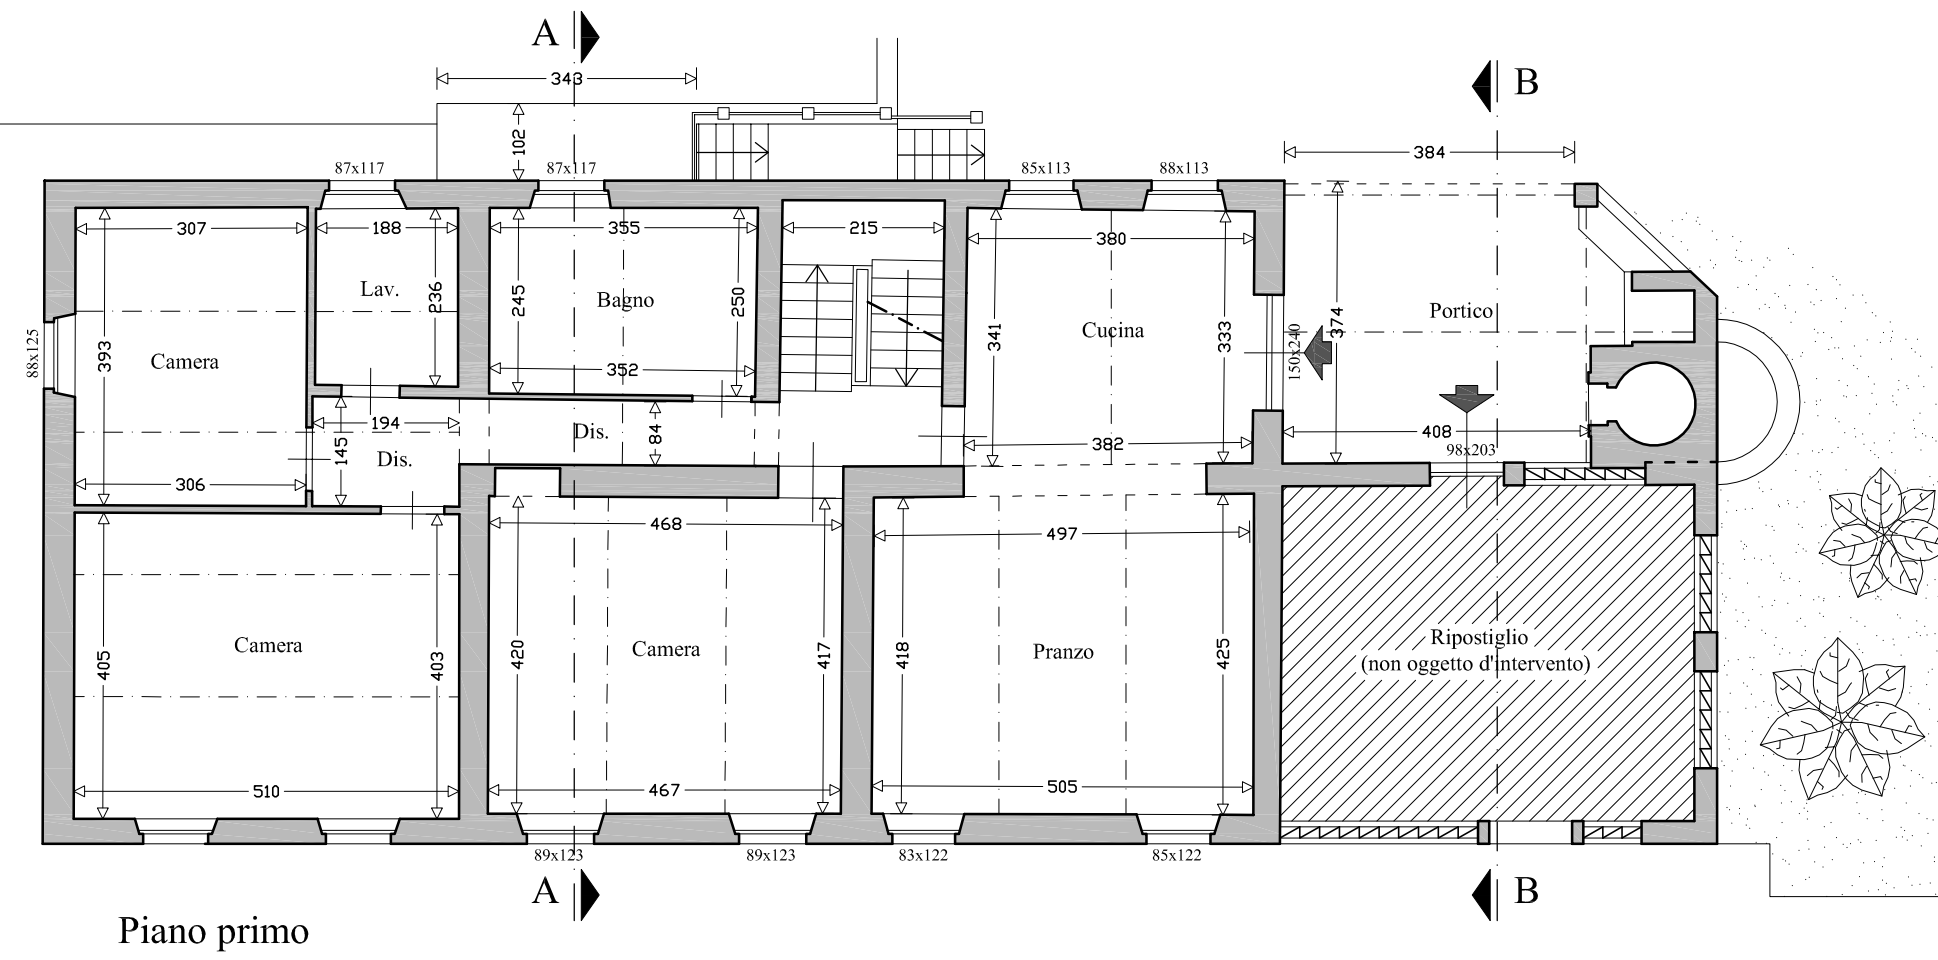 A
343
B
102
384
87x117
87x117
85x113
88x113
307
188
355
215
380
Lav.
236
245
Bagno
250
Portico
374
Cucina
341
333
150x240
88x125
393
Camera
352
194
145
Dis.
Dis.
84
382
408
98x203
306
468
497
Camera
405
403
420
Camera
417
418
Pranzo
425
Ripostiglio
(non oggetto d'intervento)
510
467
505
89x123
89x123
83x122
85x122
A
B
Piano primo